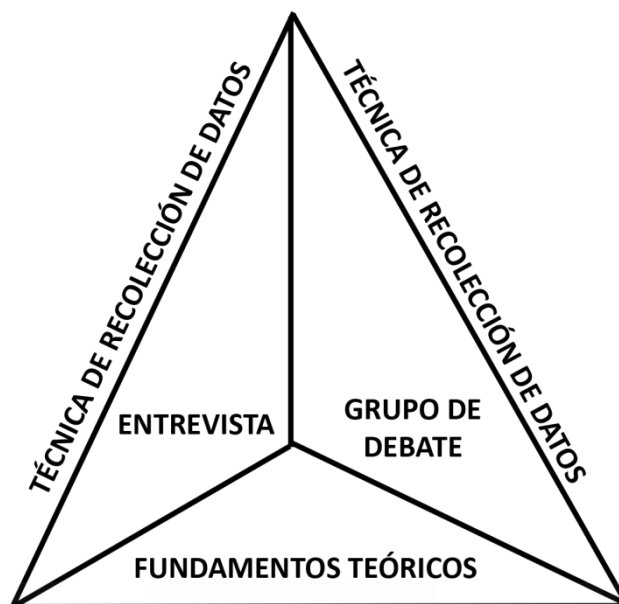 TÉCNICA DE RECOLECCIÓN DE DATOS
TÉCNICA DE RECOLECCIÓN DE DATOS
ENTREVISTA
GRUPO DE
DEBATE
FUNDAMENTOS TEÓRICOS